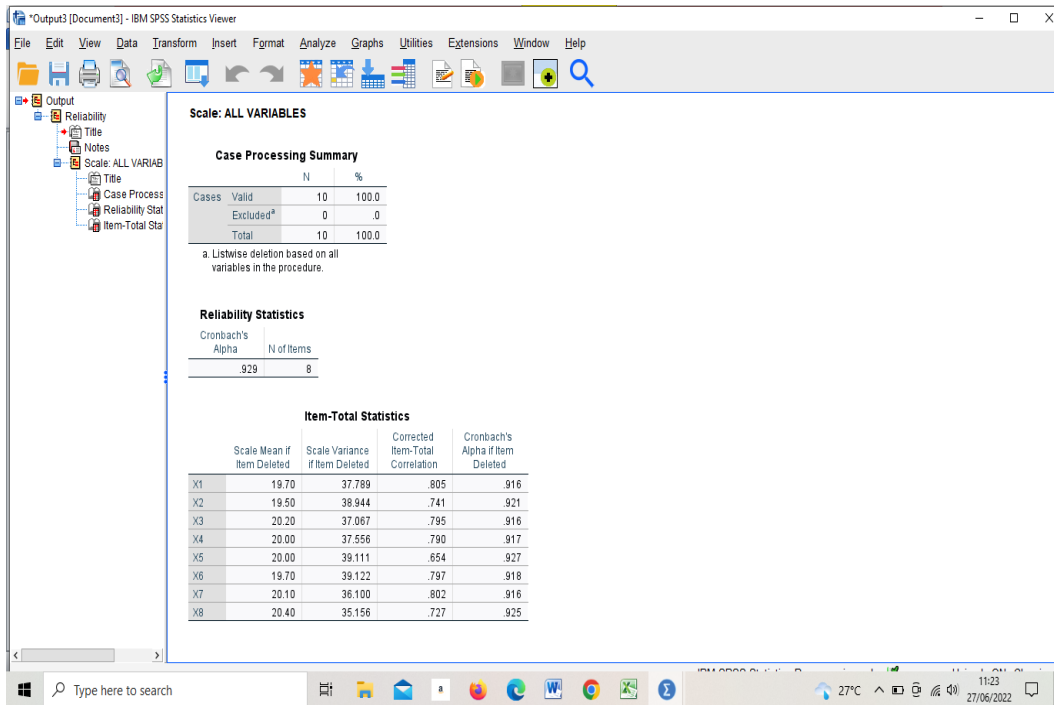 *Output3 [Document3] - IBM SPSS Statistics Viewer
File Edit View Data Transform Insert Format Analyze Graphs Utilities Extensions Window Help
Output
Reliability
Title
Notes
Scale: ALL VARIAB
Title
Case Process
Reliability Stat
Item-Total Sta
Scale: ALL VARIABLES
Case Processing Summary
N %
Cases Valid 10 100.0
Excludedª 0 .0
Total 10 100.0
a. Listwise deletion based on all
variables in the procedure.
Reliability Statistics
Cronbach's
Alpha N of Items
.929 8
Item-Total Statistics
Scale Mean if Item Deleted Scale Variance if Item Deleted Corrected Item-Total Correlation Cronbach's Alpha if Item Deleted
X1 19.70 37.789 .805 .916
X2 19.50 38.944 .741 .921
X3 20.20 37.067 .795 .916
X4 20.00 37.556 .790 .917
X5 20.00 39.111 .654 .927
X6 19.70 39.122 .797 .918
X7 20.10 36.100 .802 .916
X8 20.40 35.156 .727 .925
Type here to search
27°C
11:23
27/06/2022